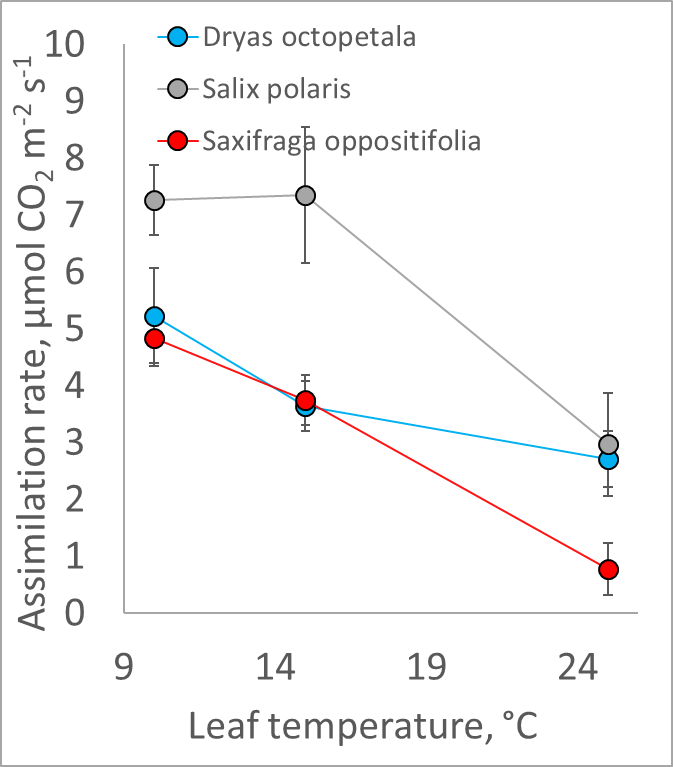 Dryas octopetala
Salix polaris
Saxifraga oppositifolia
Assimilation rate, µmol CO2 m-2 s-1
10
9
8
7
6
5
4
3
2
1
0
9 14 19 24
Leaf temperature, °C